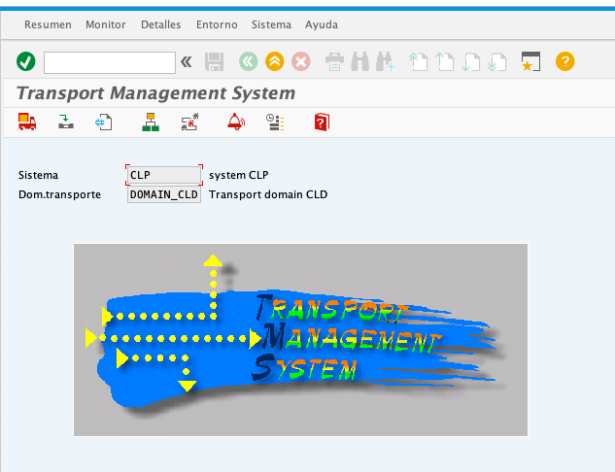 Resumen Monitor Detalles Entorno Sistema Ayuda
Transport Management System
Sistema CLP system CLP
Dom.transporte DOMAIN_CLD Transport domain CLD
TRANSPORT
MANAGEMENT
SYSTEM